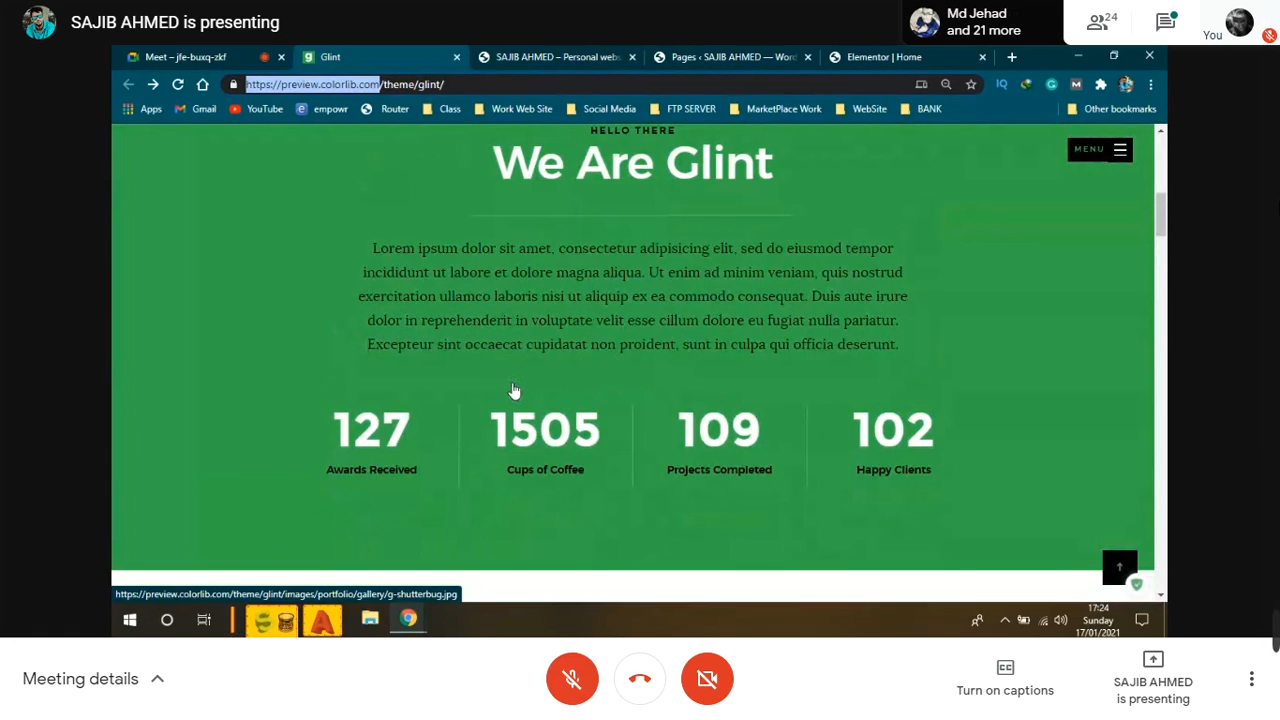 SAJIB AHMED is presenting
Md Jehad
and 21 more
24
You
Meet – jfe-buxq-zkf
Glint
SAJIB AHMED – Personal webs
Pages ‹ SAJIB AHMED — Word
Elementor | Home
https://preview.colorlib.com/theme/glint/
Apps
Gmail
YouTube
empowr
Router
Class
Work Web Site
Social Media
FTP SERVER
MarketPlace Work
WebSite
BANK
Other bookmarks
HELLO THERE
We Are Glint
MENU
Lorem ipsum dolor sit amet, consectetur adipisicing elit, sed do eiusmod tempor
incididunt ut labore et dolore magna aliqua. Ut enim ad minim veniam, quis nostrud
exercitation ullamco laboris nisi ut aliquip ex ea commodo consequat. Duis aute irure
dolor in reprehenderit in voluptate velit esse cillum dolore eu fugiat nulla pariatur.
Excepteur sint occaecat cupidatat non proident, sunt in culpa qui officia deserunt.
127
Awards Received
1505
Cups of Coffee
109
Projects Completed
102
Happy Clients
https://preview.colorlib.com/theme/glint/images/portfolio/gallery/g-shutterbug.jpg
17:24
Sunday
17/01/2021
Meeting details
Turn on captions
SAJIB AHMED
is presenting